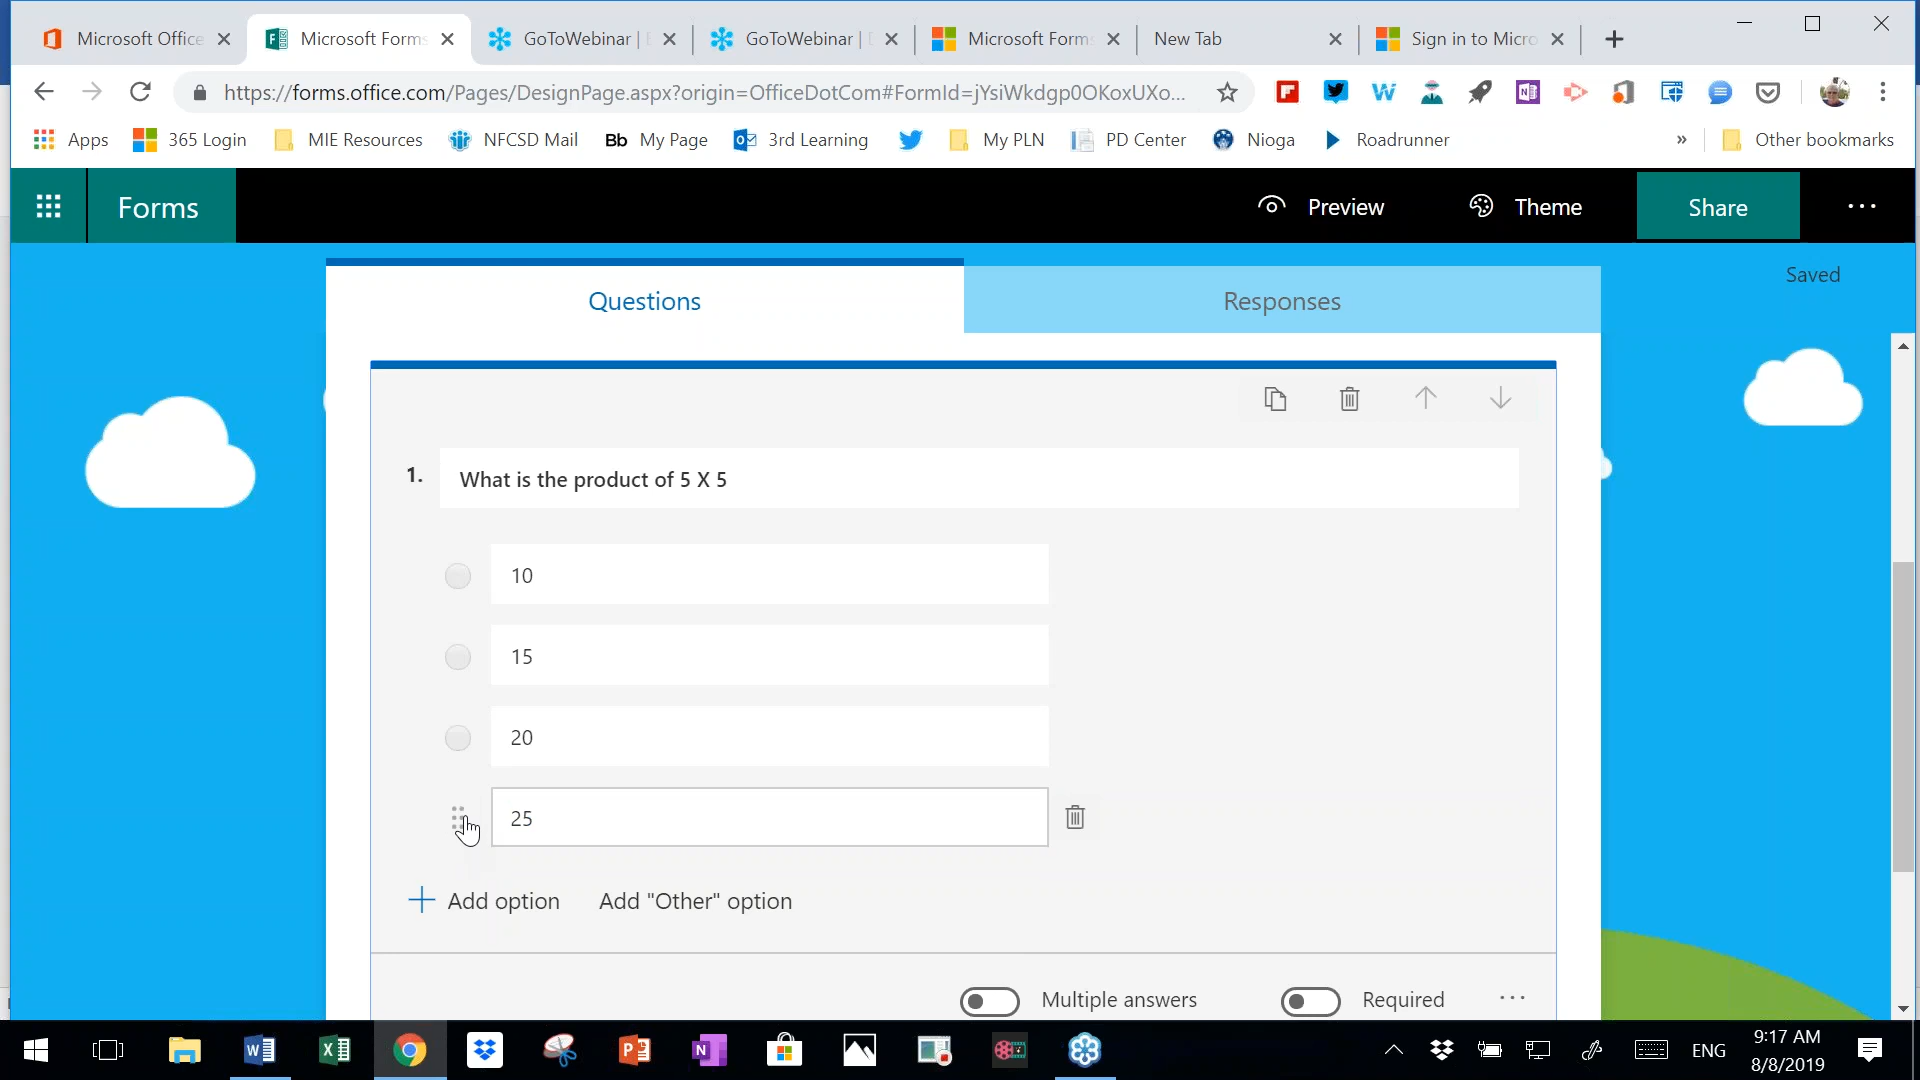 Microsoft Office
Microsoft Forms
GoToWebinar |
GoToWebinar |
Microsoft Forms
New Tab
Sign in to Micro
https://forms.office.com/Pages/DesignPage.aspx?origin=OfficeDotCom#FormId=jYsiWkdgp0OKoxUXo...
Apps
365 Login
MIE Resources
NFCSD Mail
Bb My Page
3rd Learning
My PLN
PD Center
Nioga
Roadrunner
»
Other bookmarks
Forms
Preview
Theme
Share
...
Saved
Questions
Responses
1. What is the product of 5 X 5
10
15
20
25
Add option
Add "Other" option
Multiple answers
Required
...
ENG
9:17 AM
8/8/2019